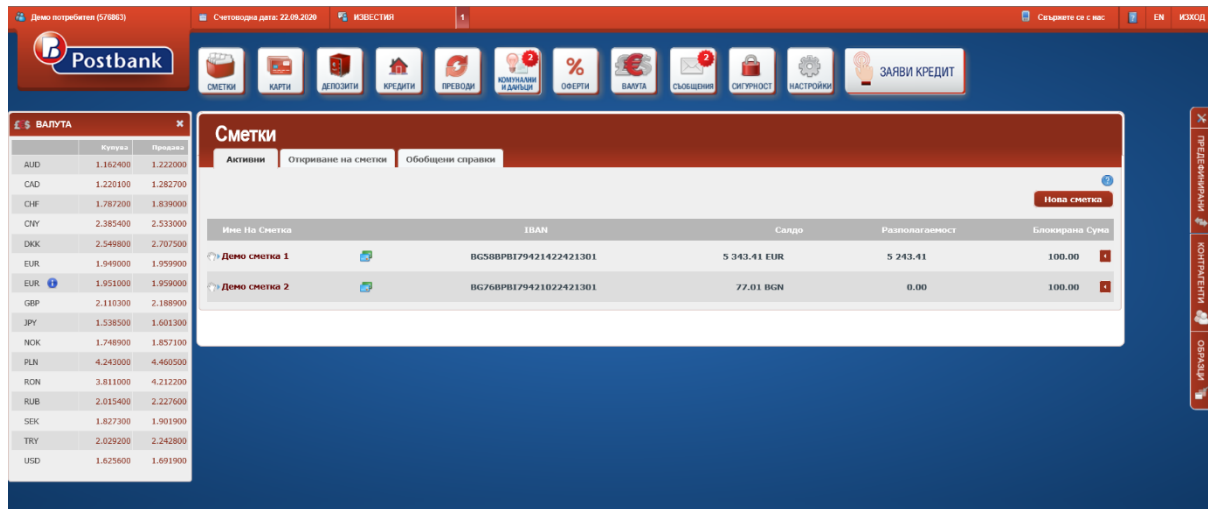 Демо потребител (576863)
Счетоводна дата: 22.09.2020
ИЗВЕСТИЯ
1
Свържете се с нас
?
EN
ИЗХОД
Postbank
СМЕТКИ
КАРТИ
ДЕПОЗИТИ
КРЕДИТИ
ПРЕВОДИ
2
КОМУНАЛНИ
И ДАНЪЦИ
%
ОФЕРТИ
ВАЛУТА
2
СЪОБЩЕНИЯ
СИГУРНОСТ
НАСТРОЙКИ
ЗАЯВИ КРЕДИТ
£ $ ВАЛУТА
Купува Продава
AUD 1.162400 1.222000
CAD 1.220100 1.282700
CHF 1.787200 1.839000
CNY 2.385400 2.533000
DKK 2.549800 2.707500
EUR 1.949000 1.959900
EUR i 1.951000 1.959000
GBP 2.110300 2.188900
JPY 1.538500 1.601300
NOK 1.748900 1.857100
PLN 4.243000 4.460500
RON 3.811000 4.212200
RUB 2.015400 2.227600
SEK 1.827300 1.901900
TRY 2.029200 2.242800
USD 1.625600 1.691900
Сметки
Активни Откриване на сметки Обобщени справки
?
Нова сметка
Име На Сметка IBAN Салдо Разполагаемост Блокирана Сума
Демо сметка 1 BG58BPBI79421422421301 5 343.41 EUR 5 243.41 100.00
Демо сметка 2 BG76BPBI79421022421301 77.01 BGN 0.00 100.00
ПРЕДЕФИНИРАНИ
КОНТРАГЕНТИ
ОБРАЗЦИ